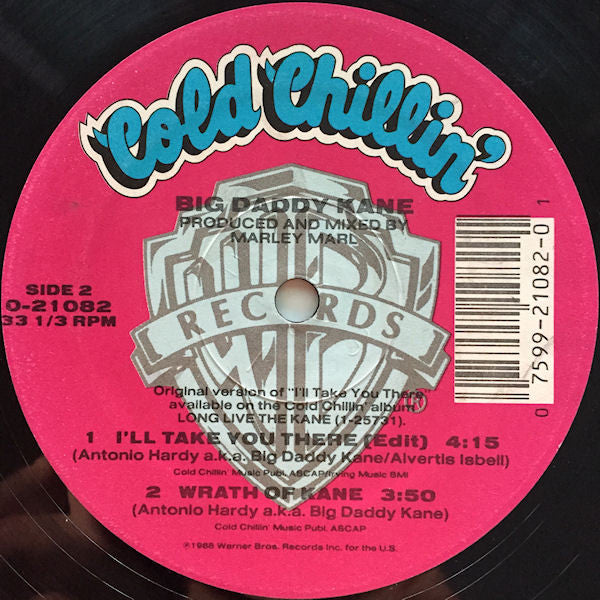 'Cold Chillin'
BIG DADDY KANE
PRODUCED AND MIXED BY
MARLEY MARL
SIDE 2
0-21082
33 1/3 RPM
RECORDS
®
0 7599-21082-0 1
Original version of "I'll Take You There
available on the Cold Chillin' album
LONG LIVE THE KANE (1-25731).
1 I'LL TAKE YOU THERE (Edit) 4:15
(Antonio Hardy a.k.a. Big Daddy Kane/Alvertis Isbell)
Cold Chillin' Music Publ. ASCAP/Irving Music BMI
2 WRATH OF KANE 3:50
(Antonio Hardy a.k.a. Big Daddy Kane)
Cold Chillin' Music Publ. ASCAP
℗1988 Warner Bros. Records Inc. for the U.S.